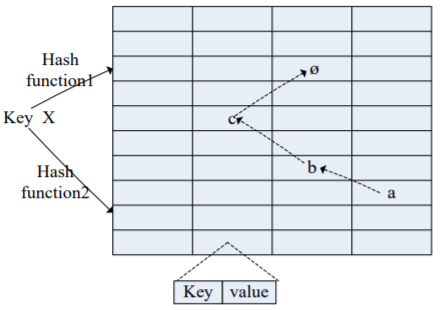 Hash
function1
ø
Key X
c
b
Hash
function2
a
Key value